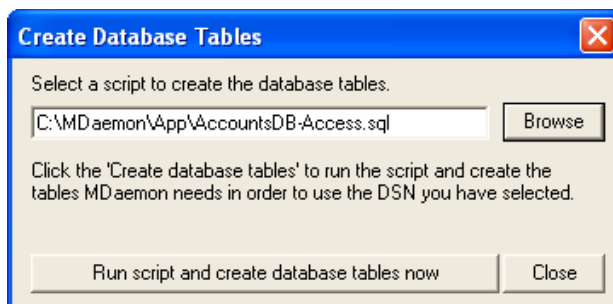 Create Database Tables
Select a script to create the database tables.
C:\MDaemon\App\AccountsDB-Access.sql
Browse
Click the 'Create database tables' to run the script and create the
tables MDaemon needs in order to use the DSN you have selected.
Run script and create database tables now
Close